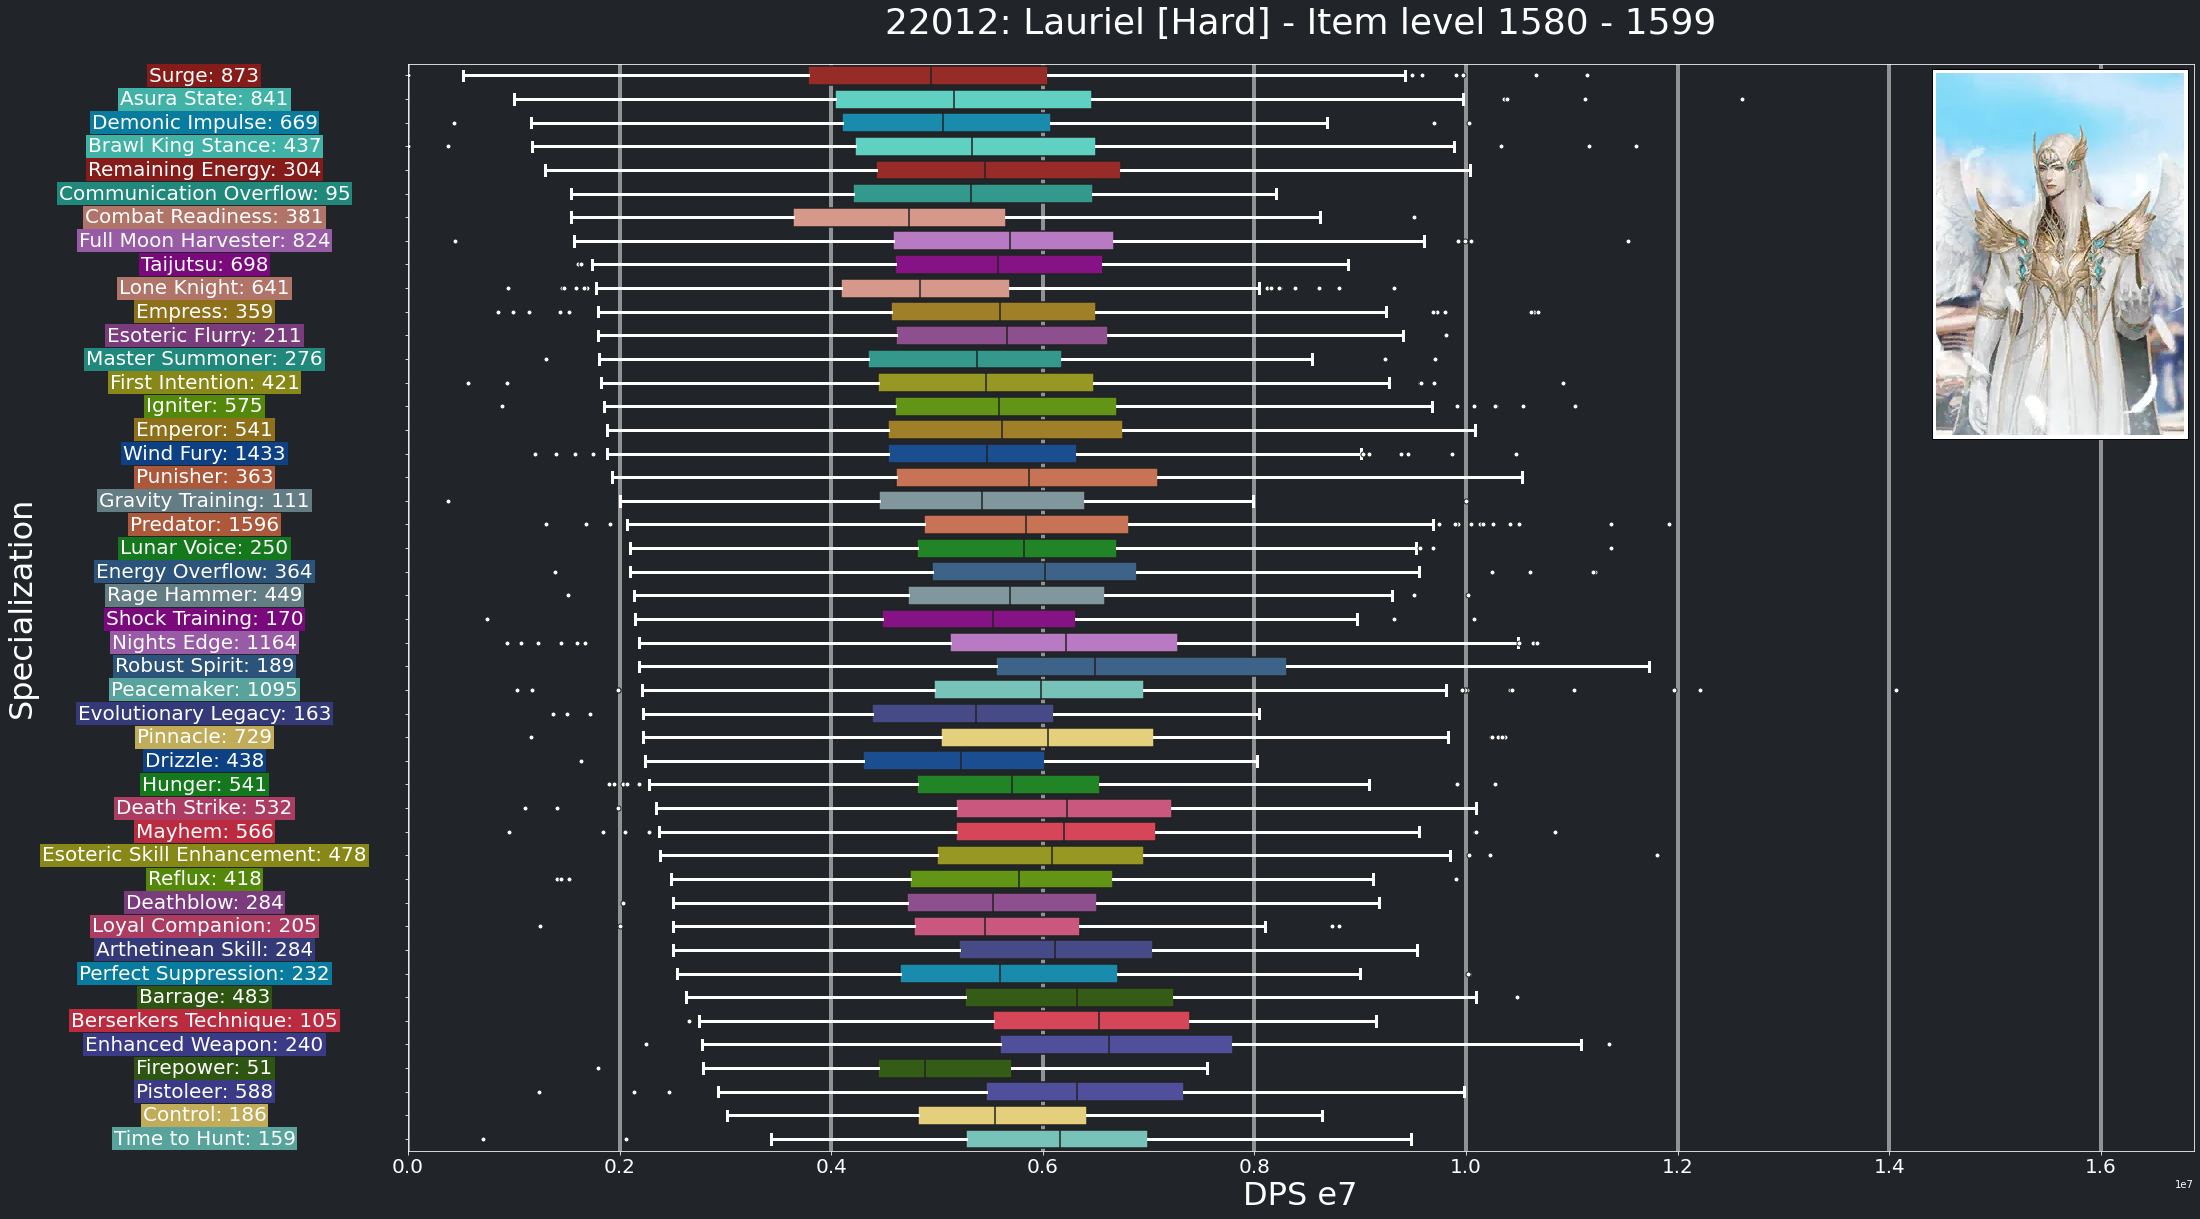 22012: Lauriel [Hard] - Item level 1580 - 1599
Surge: 873
Asura State: 841
Demonic Impulse: 669
Brawl King Stance: 437
Remaining Energy: 304
Communication Overflow: 95
Combat Readiness: 381
Full Moon Harvester: 824
Taijutsu: 698
Lone Knight: 641
Empress: 359
Esoteric Flurry: 211
Master Summoner: 276
First Intention: 421
Igniter: 575
Emperor: 541
Wind Fury: 1433
Punisher: 363
Gravity Training: 111
Predator: 1596
Lunar Voice: 250
Energy Overflow: 364
Rage Hammer: 449
Shock Training: 170
Nights Edge: 1164
Robust Spirit: 189
Peacemaker: 1095
Evolutionary Legacy: 163
Pinnacle: 729
Drizzle: 438
Hunger: 541
Death Strike: 532
Mayhem: 566
Esoteric Skill Enhancement: 478
Reflux: 418
Deathblow: 284
Loyal Companion: 205
Arthetinean Skill: 284
Perfect Suppression: 232
Barrage: 483
Berserkers Technique: 105
Enhanced Weapon: 240
Firepower: 51
Pistoleer: 588
Control: 186
Time to Hunt: 159
Specialization
0.0 0.2 0.4 0.6 0.8 1.0 1.2 1.4 1.6
1e7
DPS e7